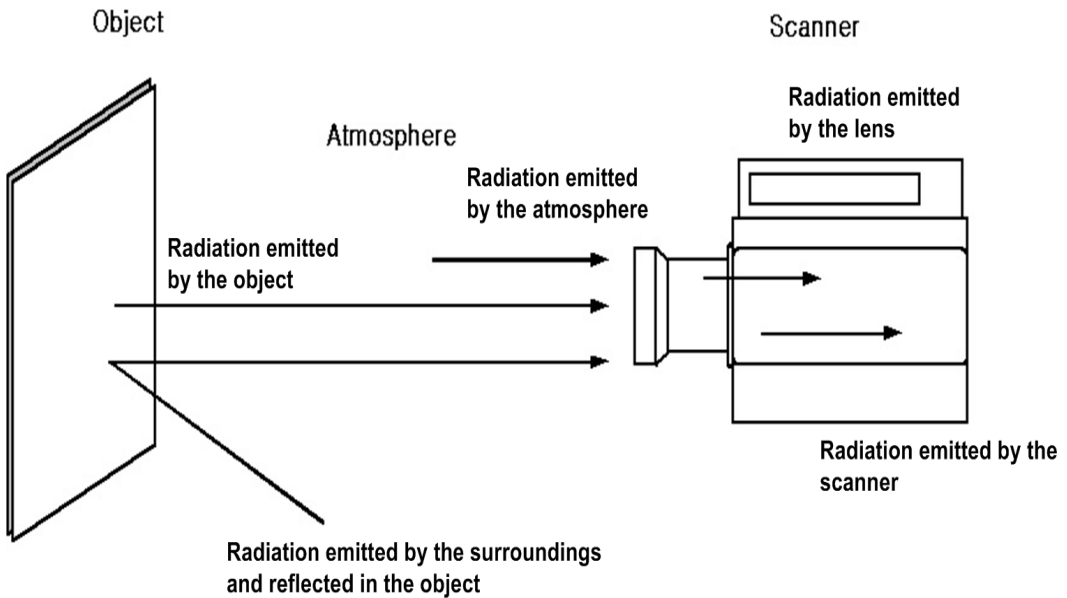 Object
Scanner
Radiation emitted
by the lens
Atmosphere
Radiation emitted
by the atmosphere
Radiation emitted
by the object
Radiation emitted by the
scanner
Radiation emitted by the surroundings
and reflected in the object